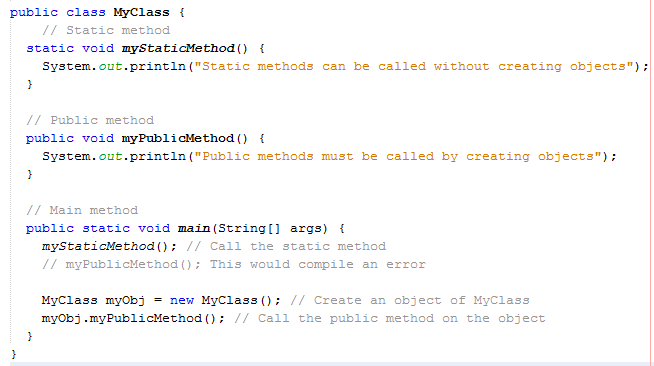 public class MyClass {
    // Static method
  static void myStaticMethod() {
    System.out.println("Static methods can be called without creating objects");
  }

  // Public method
  public void myPublicMethod() {
    System.out.println("Public methods must be called by creating objects");
  }

  // Main method
  public static void main(String[] args) {
    myStaticMethod(); // Call the static method
    // myPublicMethod(); This would compile an error

    MyClass myObj = new MyClass(); // Create an object of MyClass
    myObj.myPublicMethod(); // Call the public method on the object
  }
}